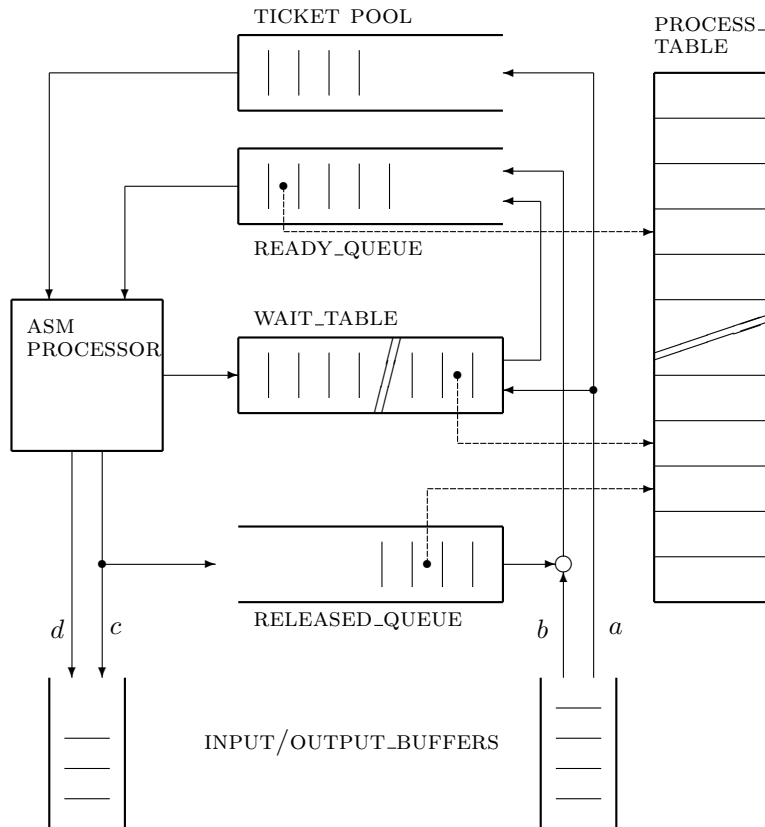 TICKET POOL
PROCESS_
TABLE
READY_QUEUE
WAIT_TABLE
ASM
PROCESSOR
RELEASED_QUEUE
d
c
b
a
INPUT/OUTPUT_BUFFERS